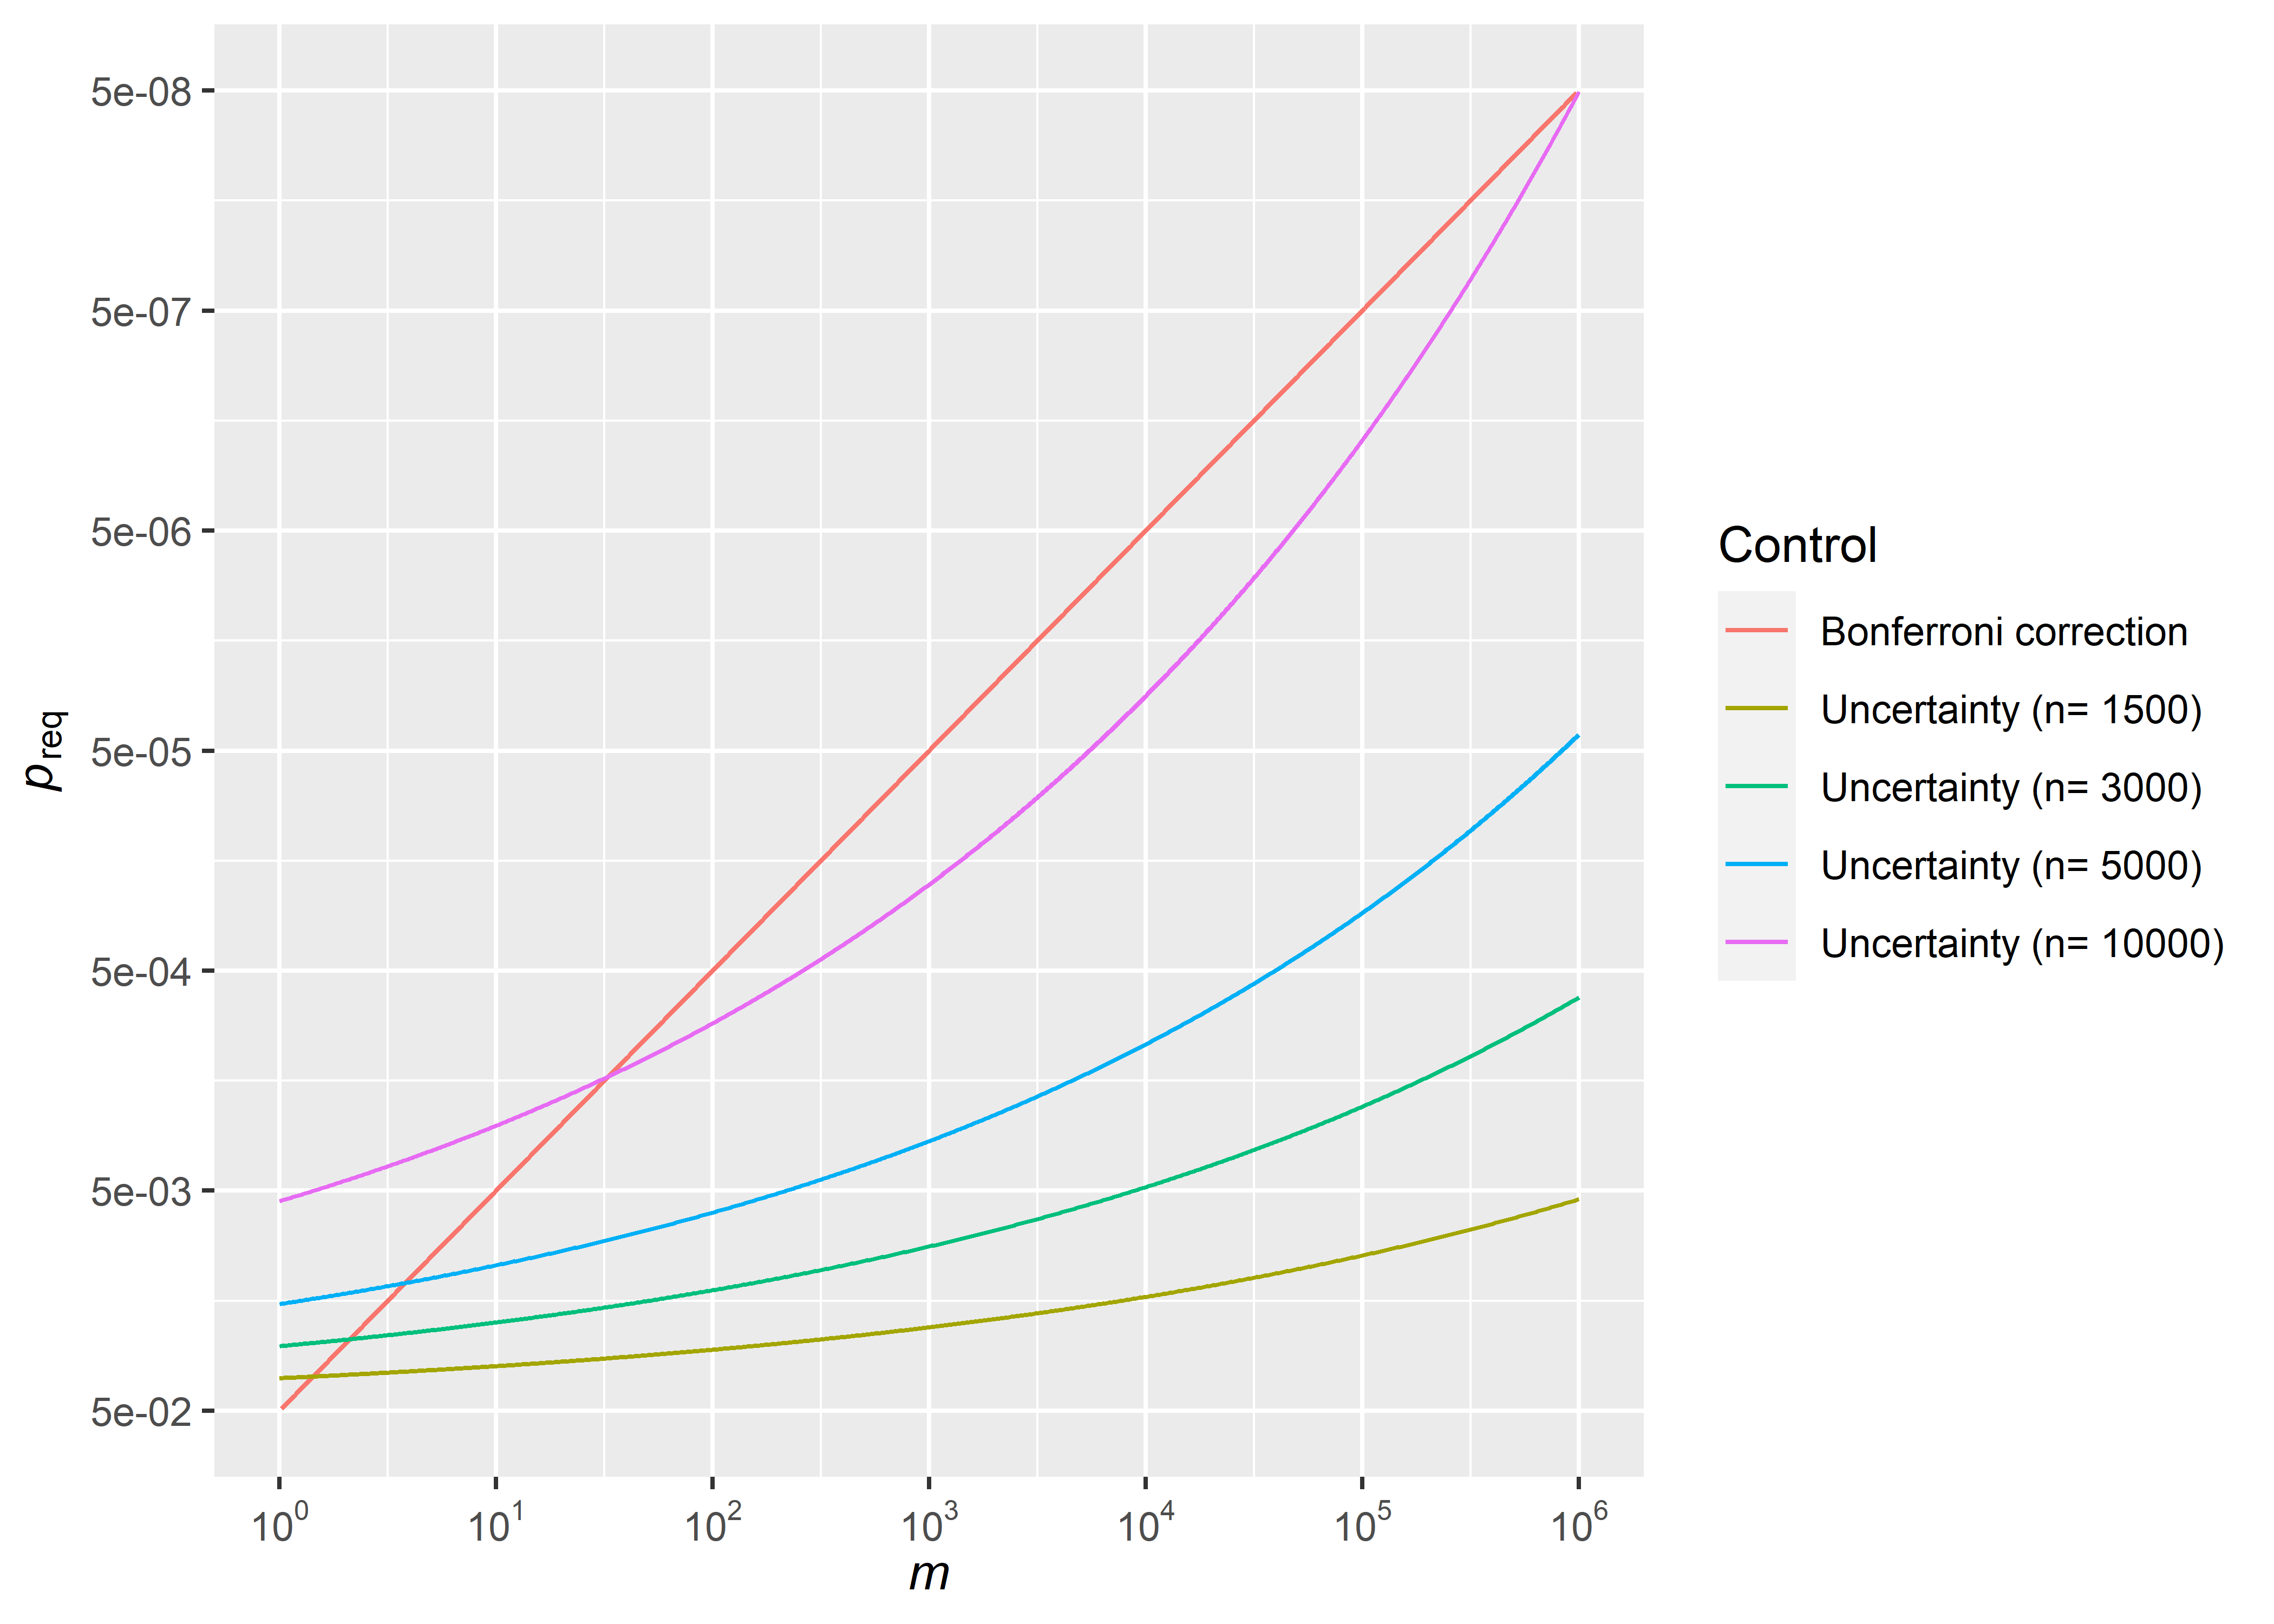 5e-08
5e-07
5e-06
5e-05
5e-04
5e-03
5e-02
p req
10^0 10^1 10^2 10^3 10^4 10^5 10^6
m
Control
Bonferroni correction
Uncertainty (n= 1500)
Uncertainty (n= 3000)
Uncertainty (n= 5000)
Uncertainty (n= 10000)